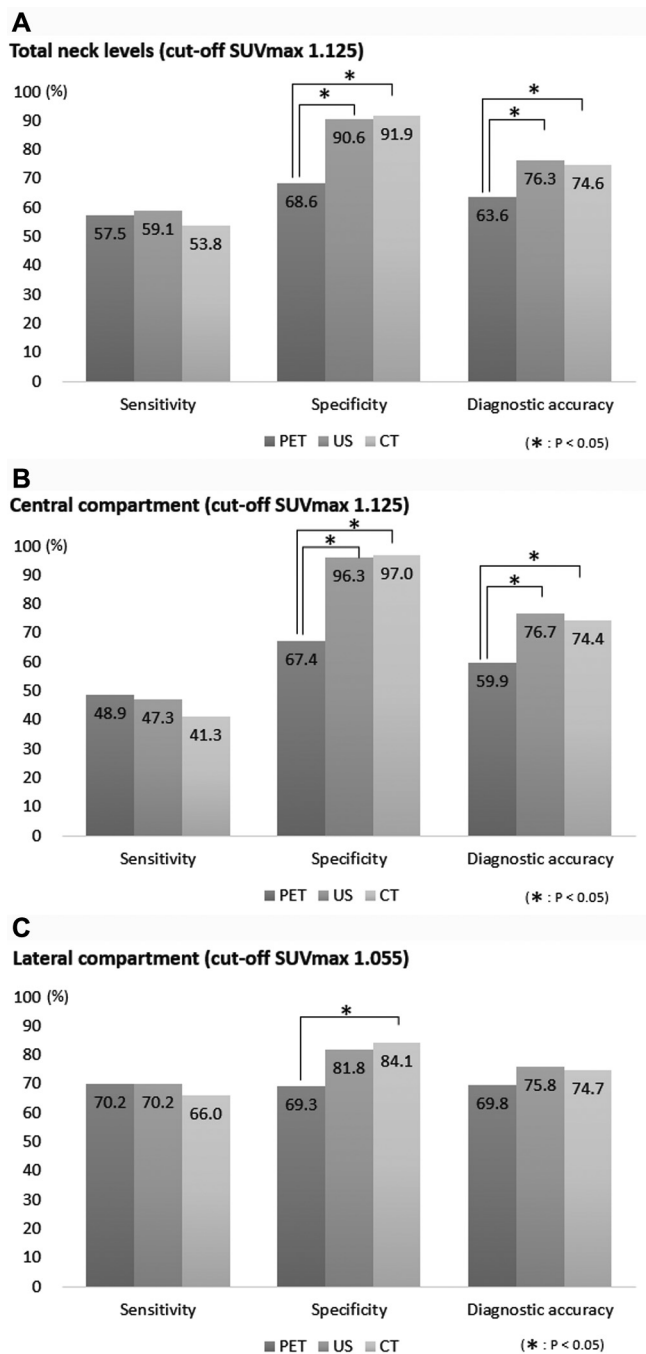 A
Total neck levels (cut-off SUVmax 1.125)
100 (%)
90
80
70
60
50
40
30
20
10
0
* * * *
57.5 59.1 53.8 68.6 90.6 91.9 63.6 76.3 74.6
Sensitivity Specificity Diagnostic accuracy
PET US CT (* : P < 0.05)
B
Central compartment (cut-off SUVmax 1.125)
100 (%)
90
80
70
60
50
40
30
20
10
0
* * * *
48.9 47.3 41.3 67.4 96.3 97.0 59.9 76.7 74.4
Sensitivity Specificity Diagnostic accuracy
PET US CT (* : P < 0.05)
C
Lateral compartment (cut-off SUVmax 1.055)
100 (%)
90
80
70
60
50
40
30
20
10
0
*
70.2 70.2 66.0 69.3 81.8 84.1 69.8 75.8 74.7
Sensitivity Specificity Diagnostic accuracy
PET US CT (* : P < 0.05)